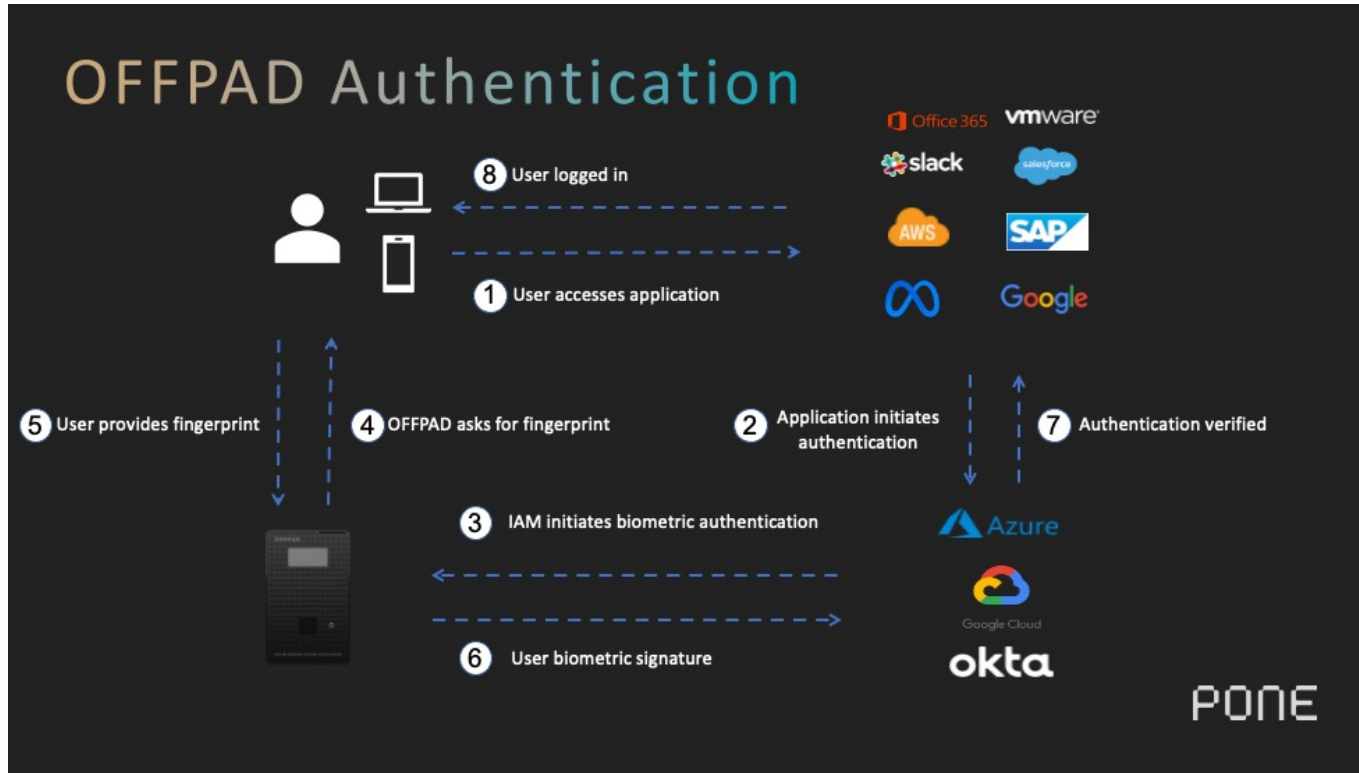 OFFPAD Authentication
Office 365
vmware
slack
salesforce
AWS
SAP
Google
8 User logged in
1 User accesses application
5 User provides fingerprint
4 OFFPAD asks for fingerprint
2 Application initiates
authentication
7 Authentication verified
3 IAM initiates biometric authentication
Azure
Google Cloud
6 User biometric signature
okta
OFFPAD
PONE